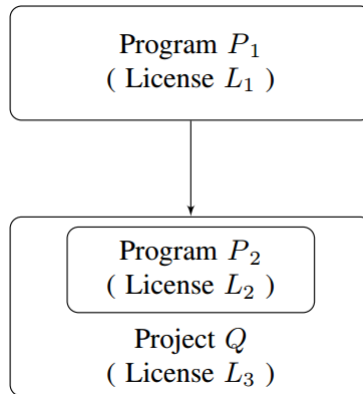 Program P₁
( License L₁ )
Program P₂
( License L₂ )
Project Q
( License L₃ )